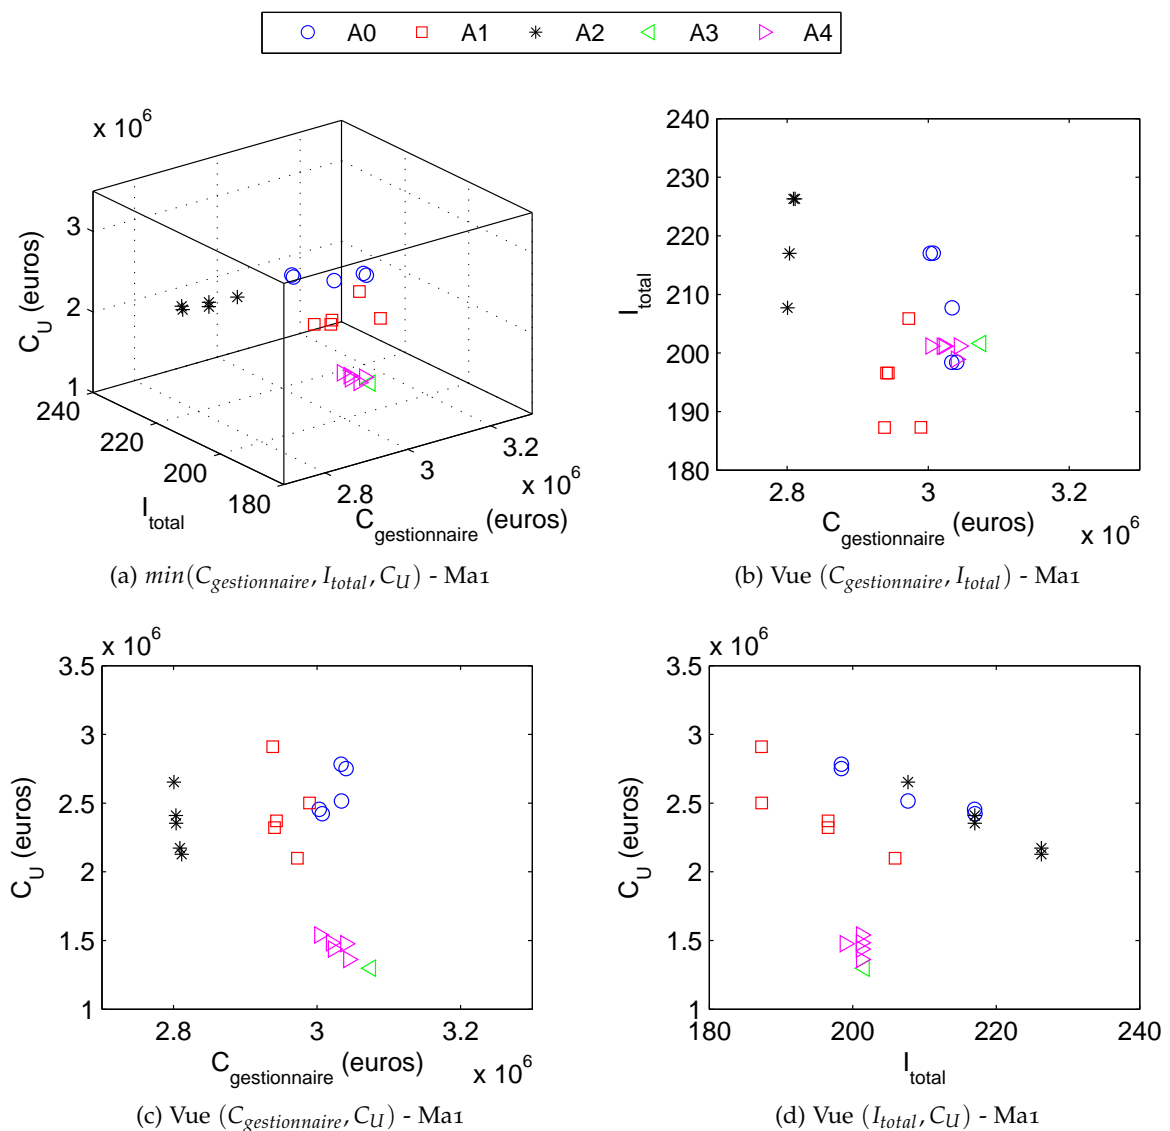 A0 A1 A2 A3 A4
x 10^6
3
2
1
C_U (euros)
240
220
200
180
I_total
2.8
3
3.2
x 10^6
C_gestionnaire (euros)
(a) min(C_gestionnaire, I_total, C_U) - Ma1
240
230
220
210
200
190
180
I_total
2.8 3 3.2
C_gestionnaire (euros)
x 10^6
(b) Vue (C_gestionnaire, I_total) - Ma1
x 10^6
3.5
3
2.5
2
1.5
1
C_U (euros)
2.8 3 3.2
C_gestionnaire (euros)
x 10^6
(c) Vue (C_gestionnaire, C_U) - Ma1
x 10^6
3.5
3
2.5
2
1.5
1
C_U (euros)
180 200 220 240
I_total
(d) Vue (I_total, C_U) - Ma1